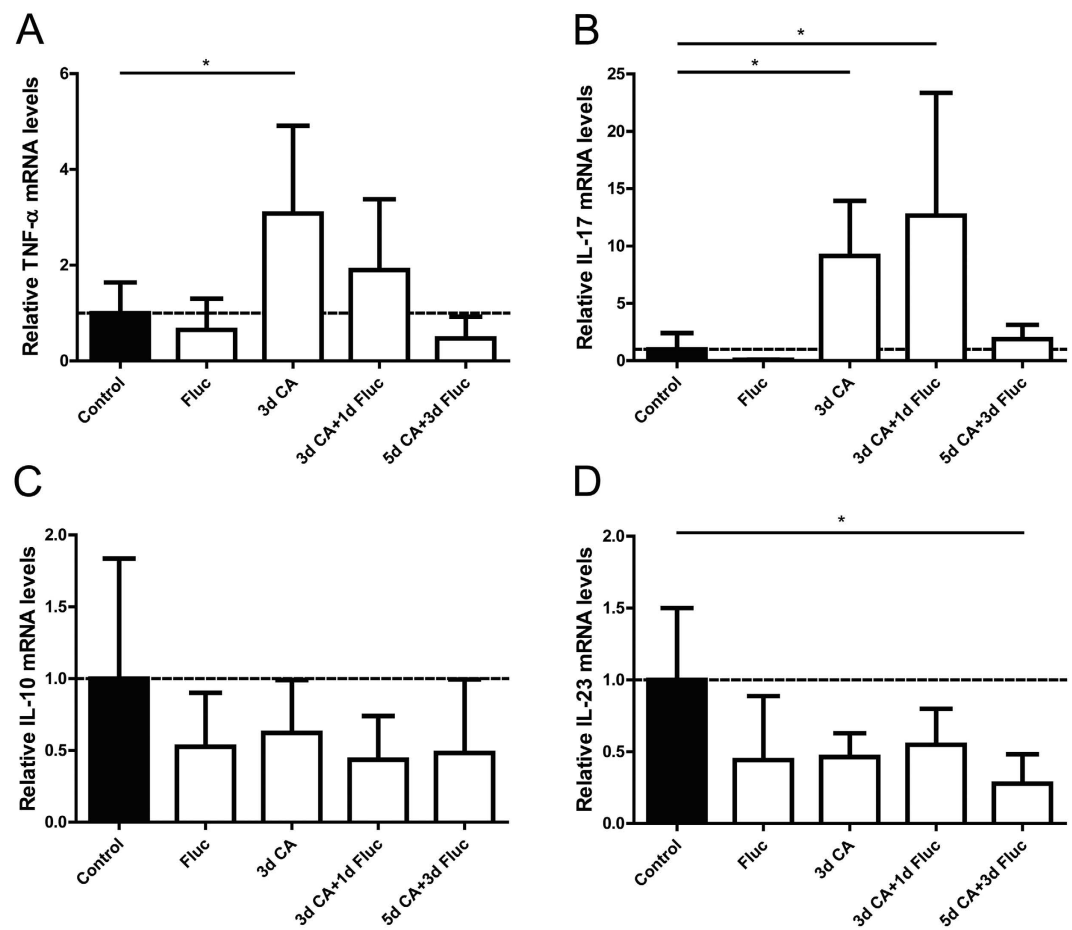 A
*
Relative TNF-α mRNA levels
6
4
2
0
Control
Fluc
3d CA
3d CA+1d Fluc
5d CA+3d Fluc
B
*
*
Relative IL-17 mRNA levels
25
20
15
10
5
0
Control
Fluc
3d CA
3d CA+1d Fluc
5d CA+3d Fluc
C
Relative IL-10 mRNA levels
2.0
1.5
1.0
0.5
0.0
Control
Fluc
3d CA
3d CA+1d Fluc
5d CA+3d Fluc
D
*
Relative IL-23 mRNA levels
2.0
1.5
1.0
0.5
0.0
Control
Fluc
3d CA
3d CA+1d Fluc
5d CA+3d Fluc